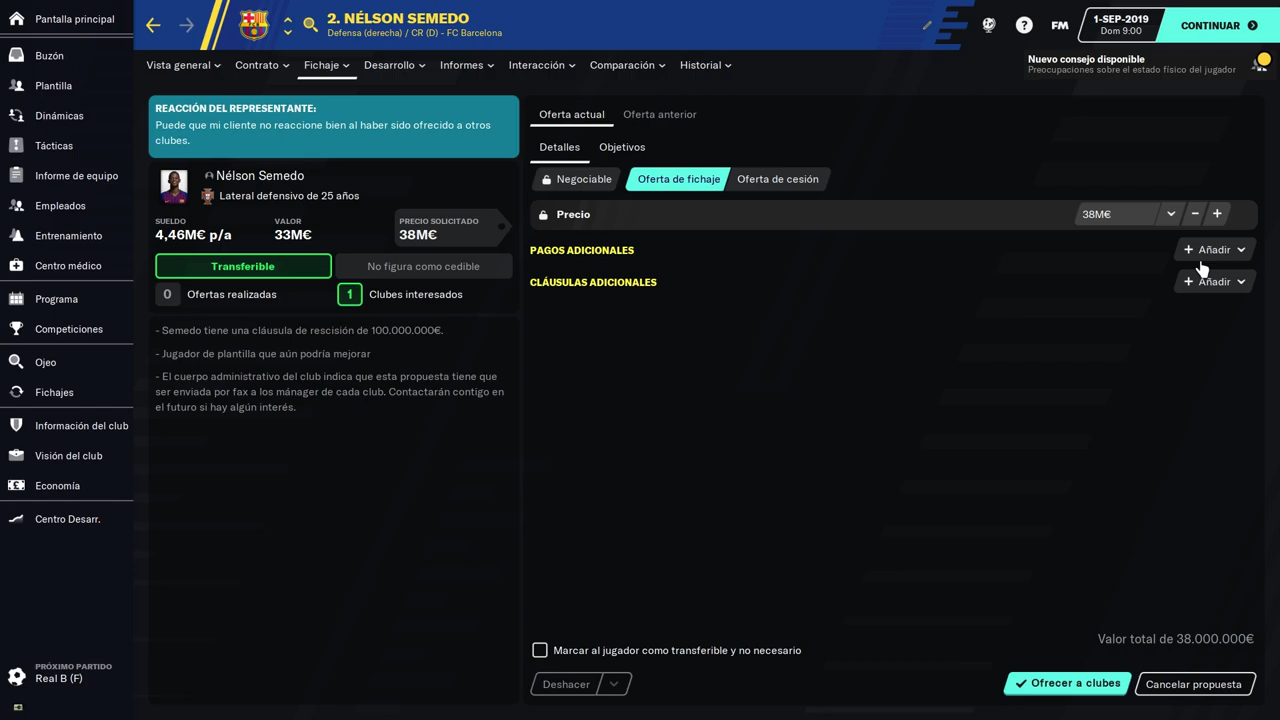 Pantalla principal
Buzón
Plantilla
Dinámicas
Tácticas
Informe de equipo
Empleados
Entrenamiento
Centro médico
Programa
Competiciones
Ojeo
Fichajes
Información del club
Visión del club
Economía
Centro Desarr.
PRÓXIMO PARTIDO
Real B (F)
2. NÉLSON SEMEDO
Defensa (derecha) / CR (D) - FC Barcelona
FM
1-SEP-2019
Dom 9:00
CONTINUAR
Vista general
Contrato
Fichaje
Desarrollo
Informes
Interacción
Comparación
Historial
Nuevo consejo disponible
Preocupaciones sobre el estado físico del jugador
REACCIÓN DEL REPRESENTANTE:
Puede que mi cliente no reaccione bien al haber sido ofrecido a otros
clubes.
Nélson Semedo
Lateral defensivo de 25 años
SUELDO
4,46M€ p/a
VALOR
33M€
PRECIO SOLICITADO
38M€
Transferible
No figura como cedible
0 Ofertas realizadas
1 Clubes interesados
- Semedo tiene una cláusula de rescisión de 100.000.000€.
- Jugador de plantilla que aún podría mejorar
- El cuerpo administrativo del club indica que esta propuesta tiene que
ser enviada por fax a los mánager de cada club. Contactarán contigo en
el futuro si hay algún interés.
Oferta actual
Oferta anterior
Detalles
Objetivos
Negociable
Oferta de fichaje
Oferta de cesión
Precio
38M€
PAGOS ADICIONALES
+ Añadir
CLÁUSULAS ADICIONALES
+ Añadir
Valor total de 38.000.000€
Marcar al jugador como transferible y no necesario
Deshacer
Ofrecer a clubes
Cancelar propuesta